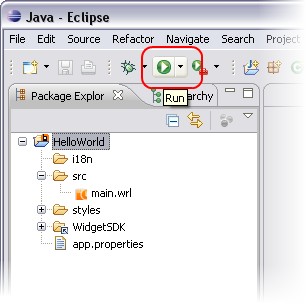 Java - Eclipse
File Edit Source Refactor Navigate Search Project
Package Explor Hierarchy
Run
HelloWorld
i18n
src
main.wrl
styles
WidgetSDK
app.properties